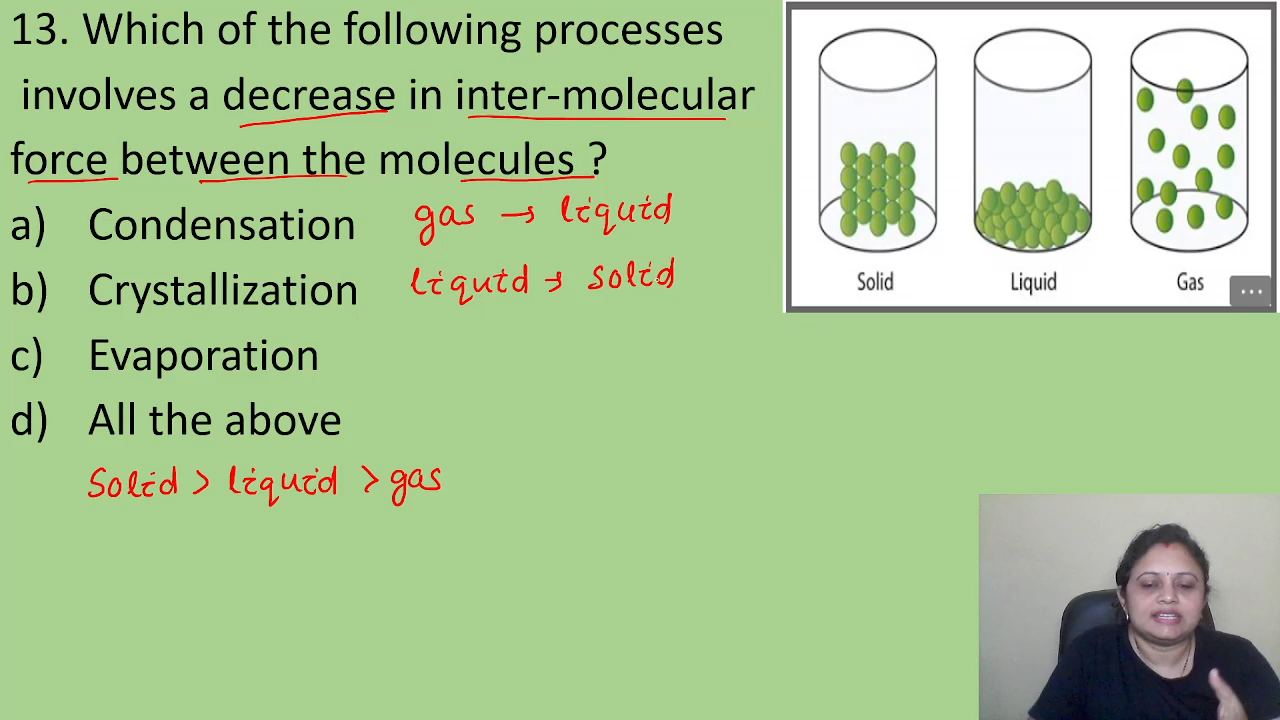 13. Which of the following processes
involves a decrease in inter-molecular
force between the molecules ?
a) Condensation gas → liquid
b) Crystallization liquid → solid
c) Evaporation
d) All the above
Solid > liquid > gas
Solid Liquid Gas
...